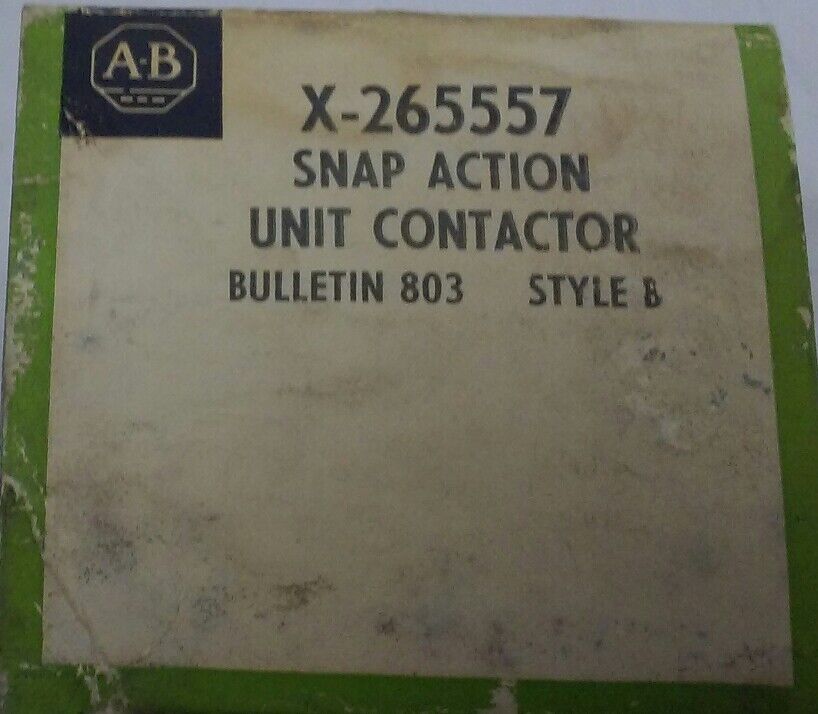 A-B
X-265557
SNAP ACTION
UNIT CONTACTOR
BULLETIN 803 STYLE B